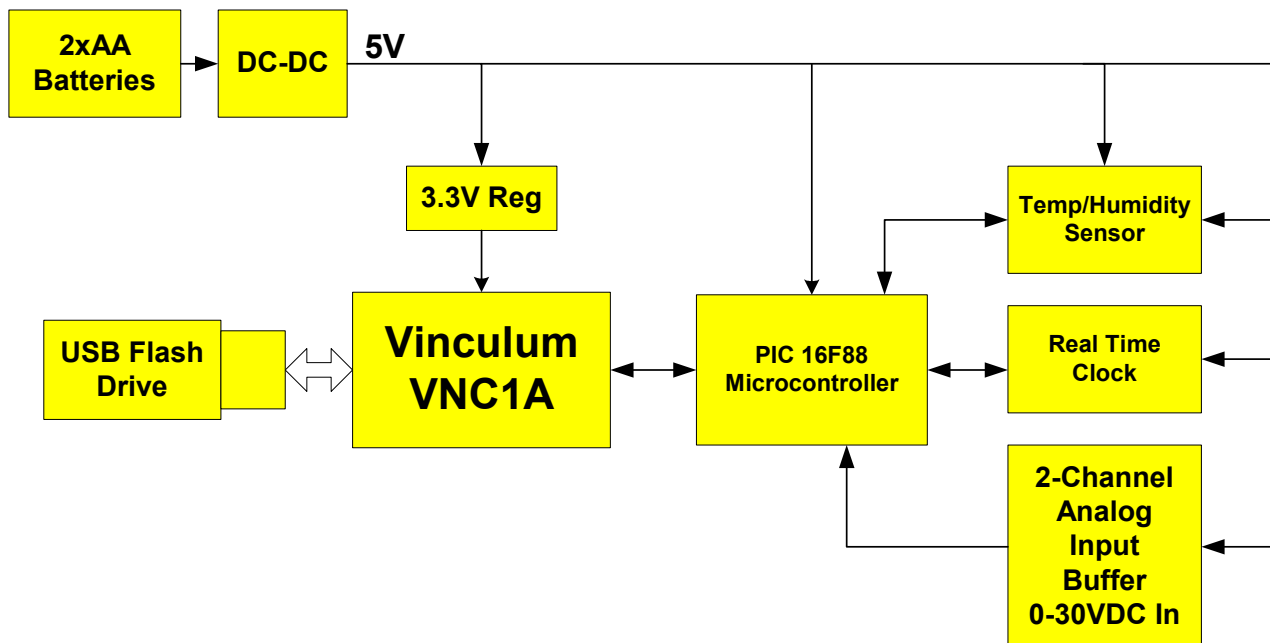 2xAA
Batteries
DC-DC
5V
3.3V Reg
Temp/Humidity
Sensor
USB Flash
Drive
Vinculum
VNC1A
PIC 16F88
Microcontroller
Real Time
Clock
2-Channel
Analog
Input
Buffer
0-30VDC In